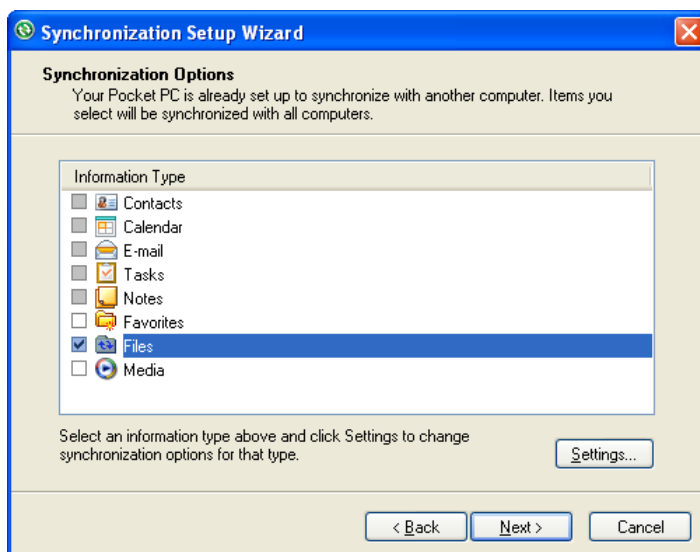 Synchronization Setup Wizard
Synchronization Options
Your Pocket PC is already set up to synchronize with another computer. Items you
select will be synchronized with all computers.
Information Type
Contacts
Calendar
E-mail
Tasks
Notes
Favorites
Files
Media
Select an information type above and click Settings to change
synchronization options for that type.
Settings...
< Back
Next >
Cancel